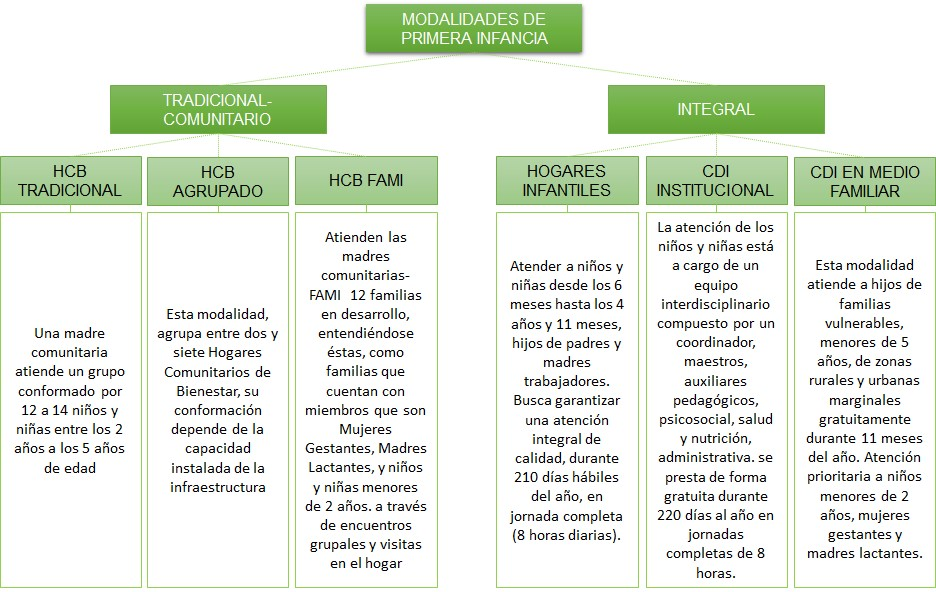 MODALIDADES DE
PRIMERA INFANCIA
TRADICIONAL-
COMUNITARIO
INTEGRAL
HCB
TRADICIONAL
HCB
AGRUPADO
HCB FAMI
HOGARES
INFANTILES
CDI
INSTITUCIONAL
CDI EN MEDIO
FAMILIAR
Una madre
comunitaria
atiende un grupo
conformado por
12 a 14 niños y
niñas entre los 2
años a los 5 años
de edad
Esta modalidad,
agrupa entre dos y
siete Hogares
Comunitarios de
Bienestar, su
conformación
depende de la
capacidad
instalada de la
infraestructura
Atienden las
madres
comunitarias-
FAMI 12 familias
en desarrollo,
entendiéndose
éstas, como
familias que
cuentan con
miembros que son
Mujeres
Gestantes, Madres
Lactantes, y niños
y niñas menores
de 2 años. a través
de encuentros
grupales y visitas
en el hogar
Atender a niños y
niñas desde los 6
meses hasta los 4
años y 11 meses,
hijos de padres y
madres
trabajadores.
Busca garantizar
una atención
integral de
calidad, durante
210 días hábiles
del año, en
jornada completa
(8 horas diarias).
La atención de los
niños y niñas está
a cargo de un
equipo
interdisciplinario
compuesto por un
coordinador,
maestros,
auxiliares
pedagógicos,
psicosocial, salud
y nutrición,
administrativa. se
presta de forma
gratuita durante
220 días al año en
jornadas
completas de 8
horas.
Esta modalidad
atiende a hijos de
familias
vulnerables,
menores de 5
años, de zonas
rurales y urbanas
marginales
gratuitamente
durante 11 meses
del año. Atención
prioritaria a niños
menores de 2
años, mujeres
gestantes y
madres lactantes.